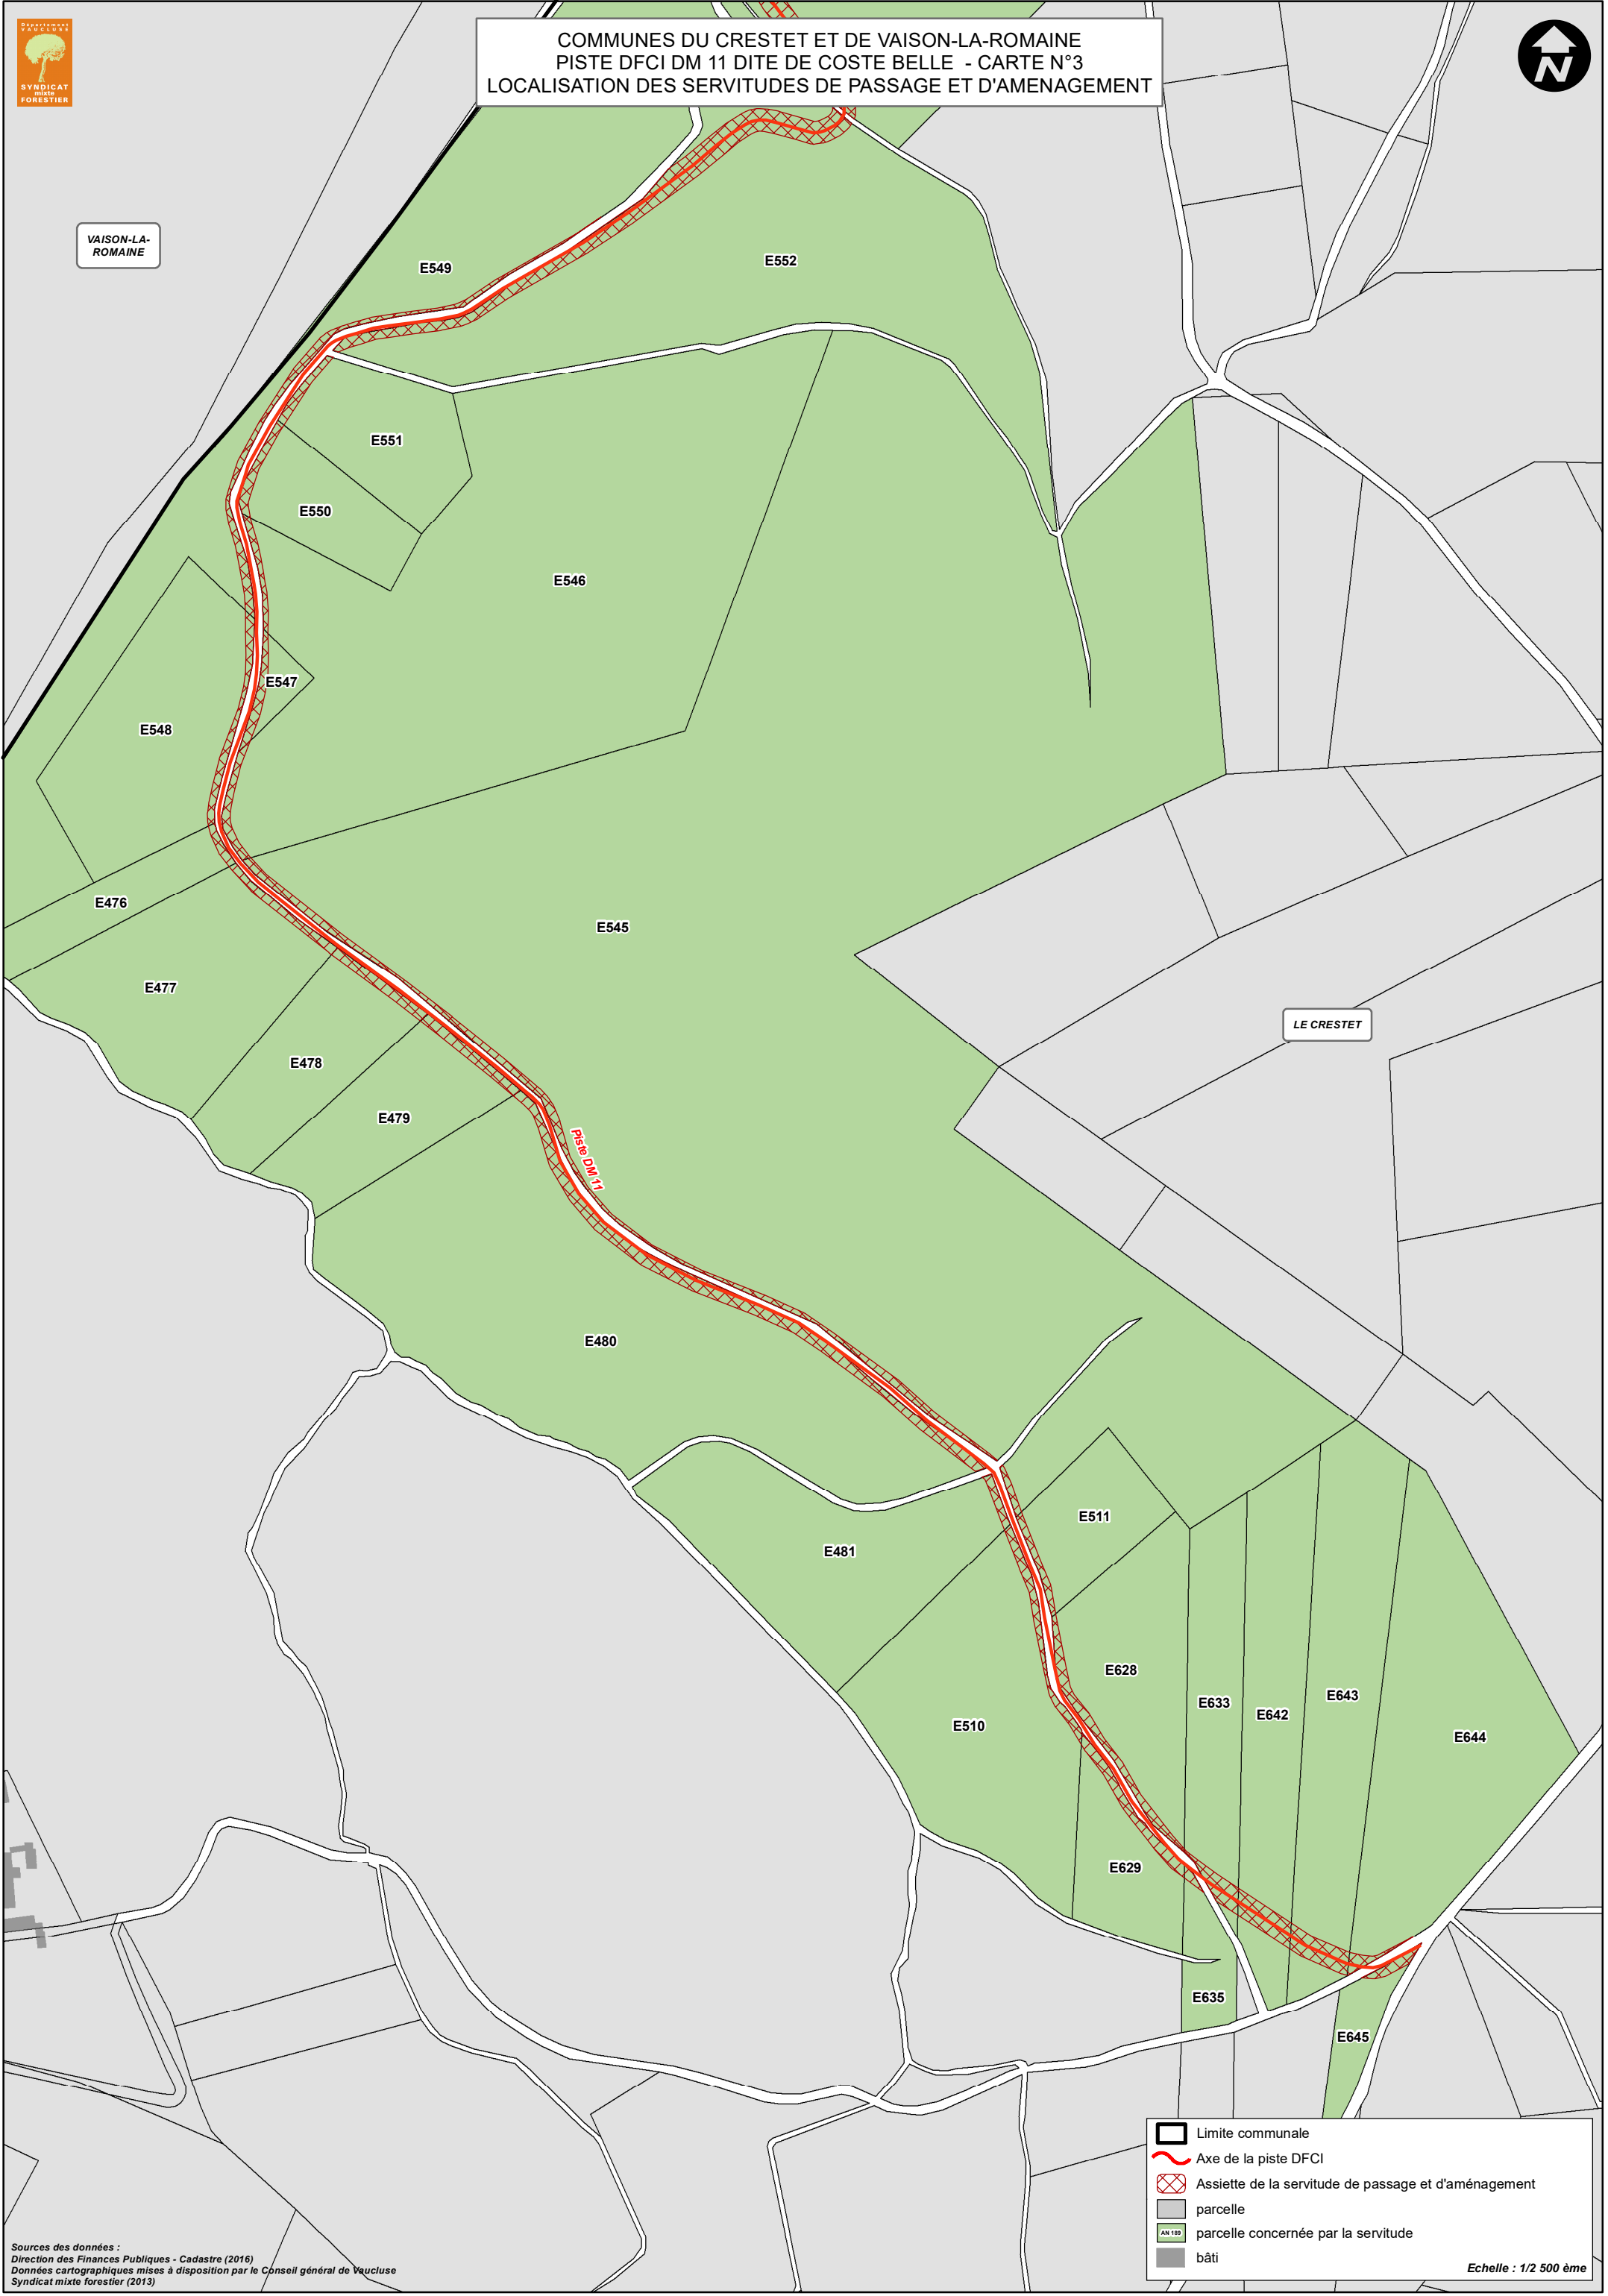 Département
VAUCLUSE
SYNDICAT
mixte
FORESTIER
COMMUNES DU CRESTET ET DE VAISON-LA-ROMAINE
PISTE DFCI DM 11 DITE DE COSTE BELLE - CARTE N°3
LOCALISATION DES SERVITUDES DE PASSAGE ET D'AMENAGEMENT
N
VAISON-LA-
ROMAINE
E549
E552
E551
E550
E546
E547
E548
E476
E545
E477
LE CRESTET
E478
E479
Piste DM 11
E480
E511
E481
E628
E633
E642
E643
E510
E644
E629
E635
E645
Limite communale
Axe de la piste DFCI
Assiette de la servitude de passage et d'aménagement
parcelle
AN 189
parcelle concernée par la servitude
bâti
Echelle : 1/2 500 ème
Sources des données :
Direction des Finances Publiques - Cadastre (2016)
Données cartographiques mises à disposition par le Conseil général de Vaucluse
Syndicat mixte forestier (2013)